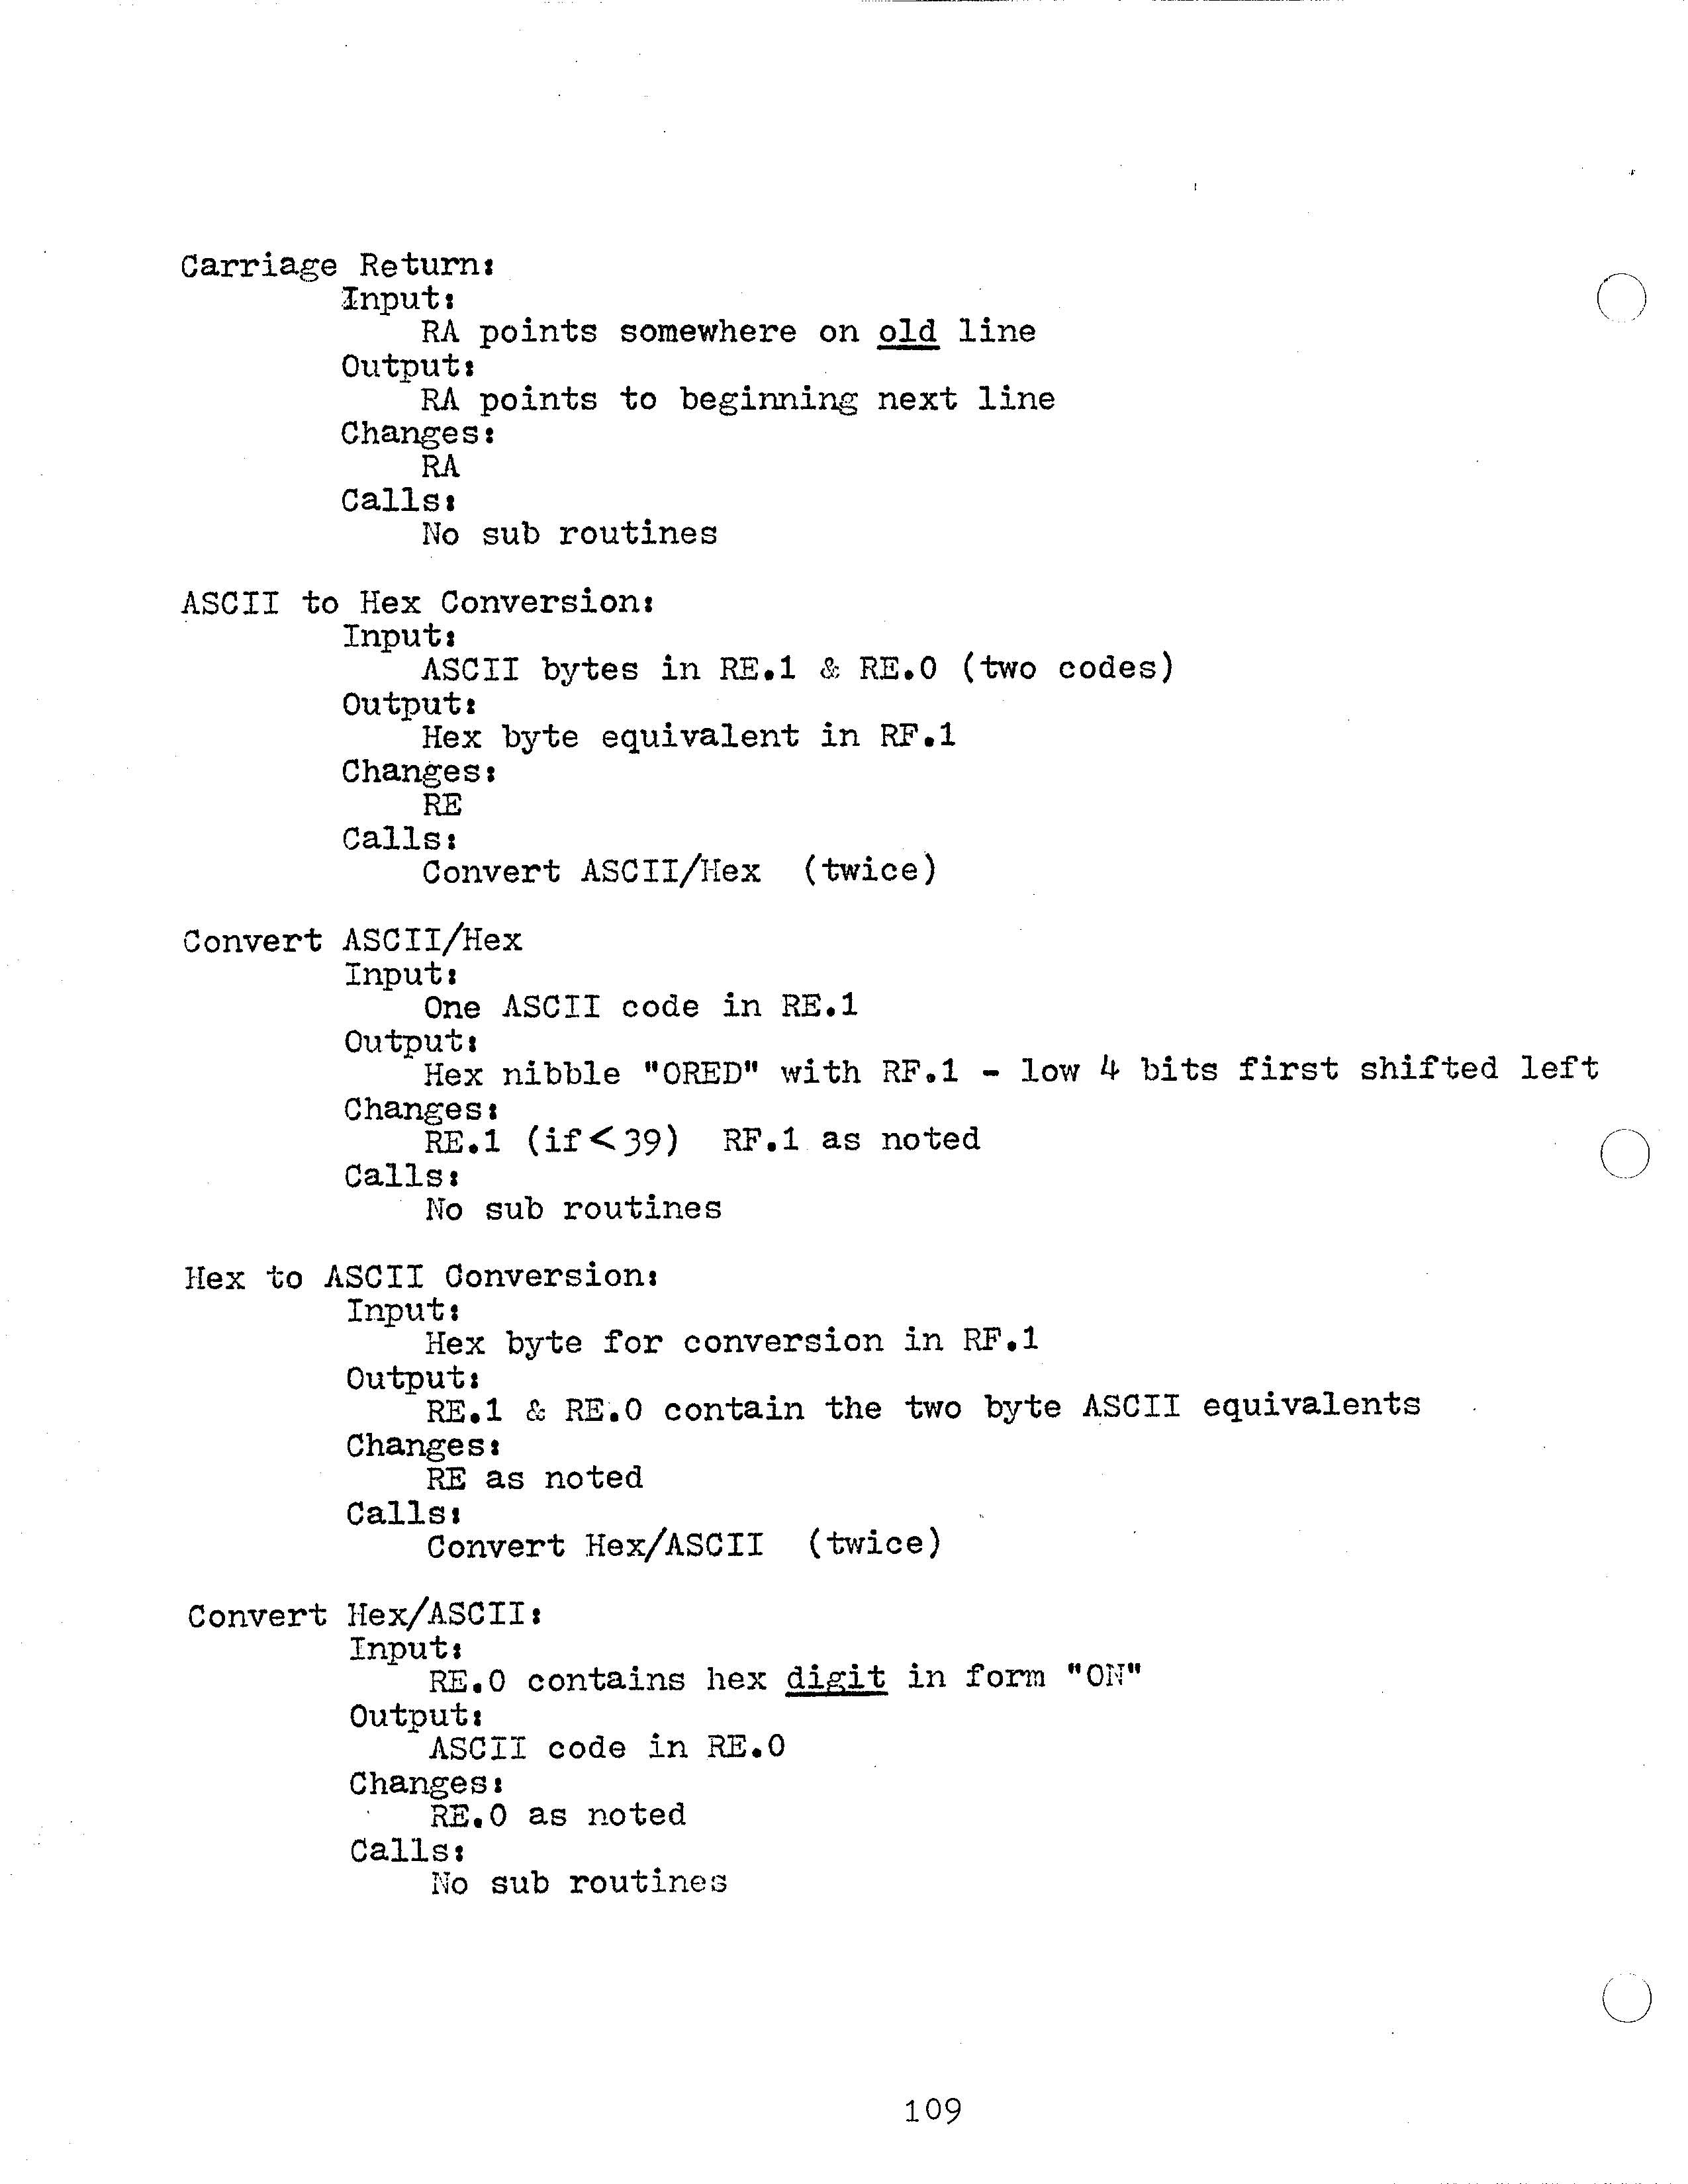 Carriage Return:
Input:
RA points somewhere on old line
Output:
RA points to beginning next line
Changes:
RA
Calls:
No sub routines
ASCII to Hex Conversion:
Input:
ASCII bytes in RE.1 & RE.0 (two codes)
Output:
Hex byte equivalent in RF.1
Changes:
RE
Calls:
Convert ASCII/Hex (twice)
Convert ASCII/Hex
Input:
One ASCII code in RE.1
Output:
Hex nibble "ORED" with RF.1 - low 4 bits first shifted left
Changes:
RE.1 (if<39) RF.1 as noted
Calls:
No sub routines
Hex to ASCII Conversion:
Input:
Hex byte for conversion in RF.1
Output:
RE.1 & RE.0 contain the two byte ASCII equivalents
Changes:
RE as noted
Calls:
Convert Hex/ASCII (twice)
Convert Hex/ASCII:
Input:
RE.0 contains hex digit in form "ON"
Output:
ASCII code in RE.0
Changes:
RE.0 as noted
Calls:
No sub routines
109